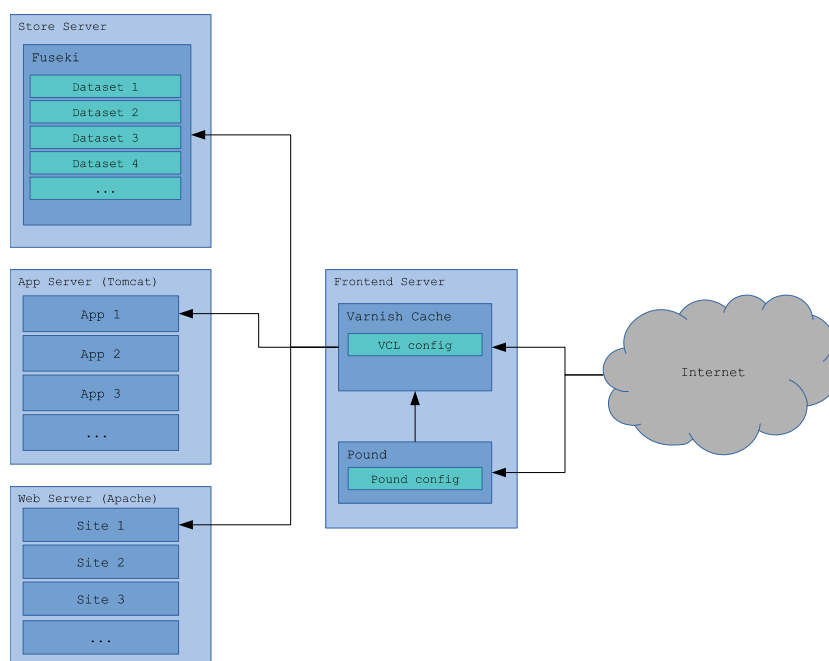 Store Server
Fuseki
Dataset 1
Dataset 2
Dataset 3
Dataset 4
...
App Server (Tomcat)
App 1
App 2
App 3
...
Web Server (Apache)
Site 1
Site 2
Site 3
...
Frontend Server
Varnish Cache
VCL config
Pound
Pound config
Internet